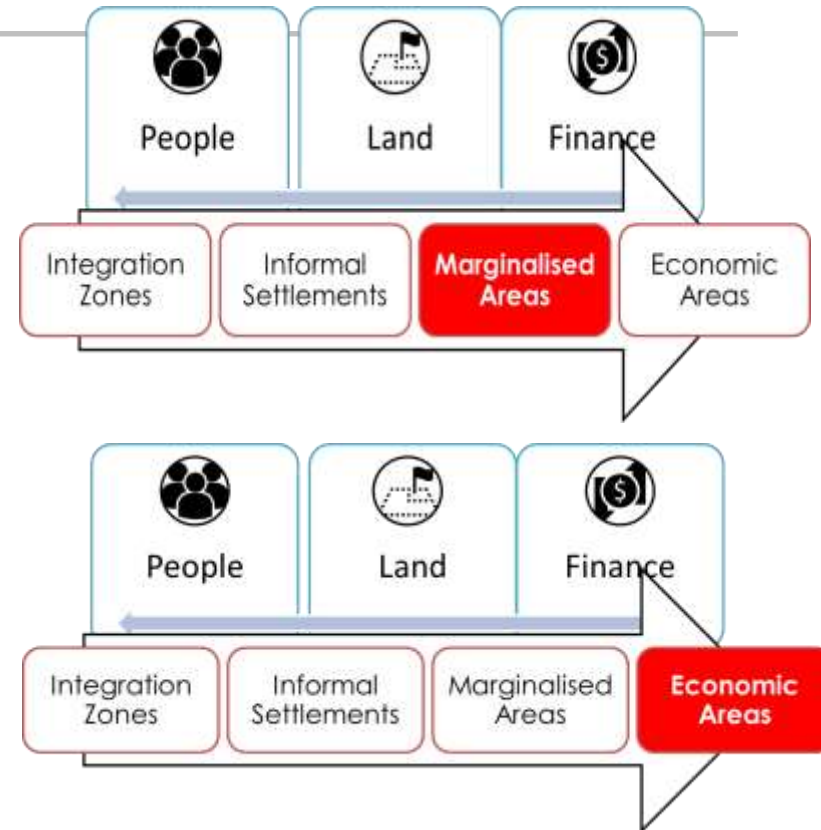 People Land Finance
Integration Informal Marginalised Economic
Zones Settlements Areas Areas
People Land Finance
Integration Informal Marginalised Economic
Zones Settlements Areas Areas